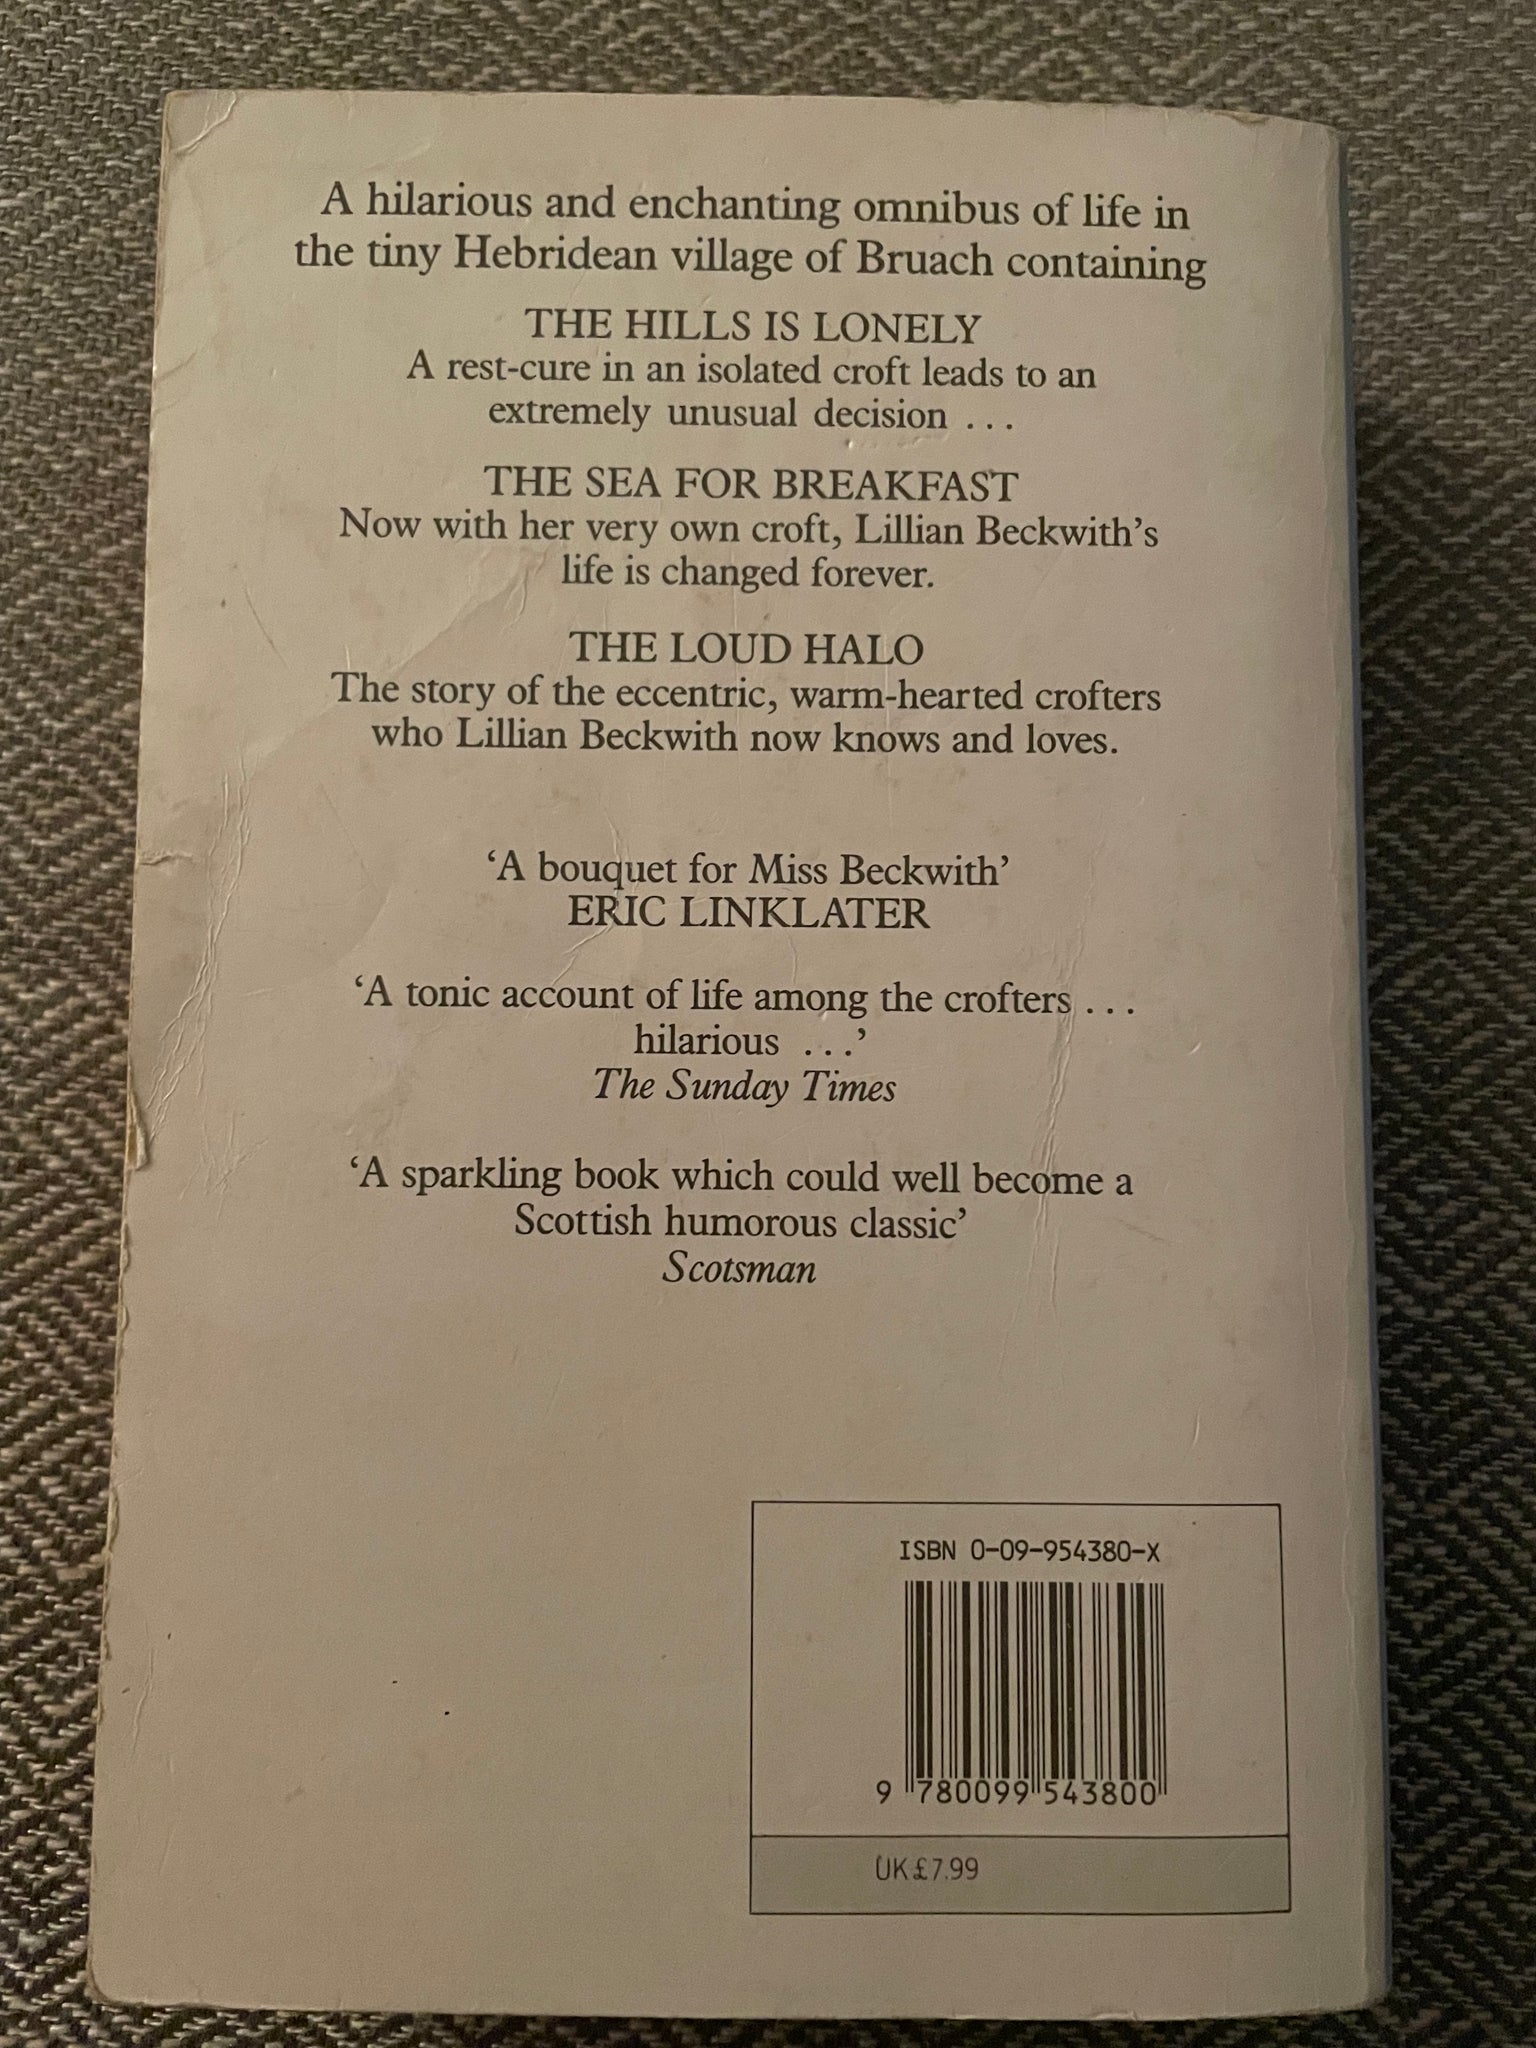 A hilarious and enchanting omnibus of life in
the tiny Hebridean village of Bruach containing
THE HILLS IS LONELY
A rest-cure in an isolated croft leads to an
extremely unusual decision . . .
THE SEA FOR BREAKFAST
Now with her very own croft, Lillian Beckwith’s
life is changed forever.
THE LOUD HALO
The story of the eccentric, warm-hearted crofters
who Lillian Beckwith now knows and loves.
‘A bouquet for Miss Beckwith’
ERIC LINKLATER
‘A tonic account of life among the crofters . . .
hilarious . . .’
The Sunday Times
‘A sparkling book which could well become a
Scottish humorous classic’
Scotsman
ISBN 0-09-954380-X
9 780099 543800
UK£7.99